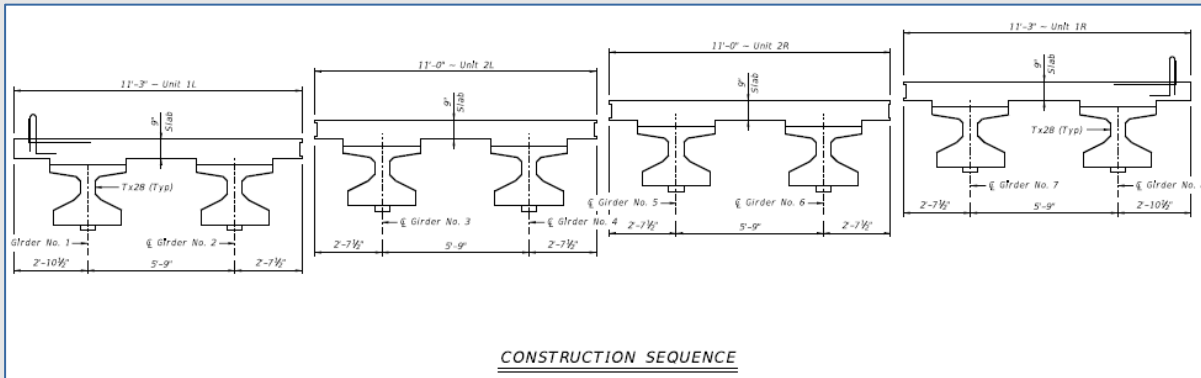 11'-3" ~ Unit 1L
9"
Slab
Tx28 (Typ)
Girder No. 1
℄ Girder No. 2
2'-10½"
5'-9"
2'-7½"
11'-0" ~ Unit 2L
9"
Slab
℄ Girder No. 3
℄ Girder No. 4
2'-7½"
5'-9"
2'-7½"
11'-0" ~ Unit 2R
9"
Slab
℄ Girder No. 5
℄ Girder No. 6
2'-7½"
5'-9"
2'-7½"
11'-3" ~ Unit 1R
9"
Slab
Tx28 (Typ)
℄ Girder No. 7
℄ Girder No.
2'-7½"
5'-9"
2'-10½"
CONSTRUCTION SEQUENCE